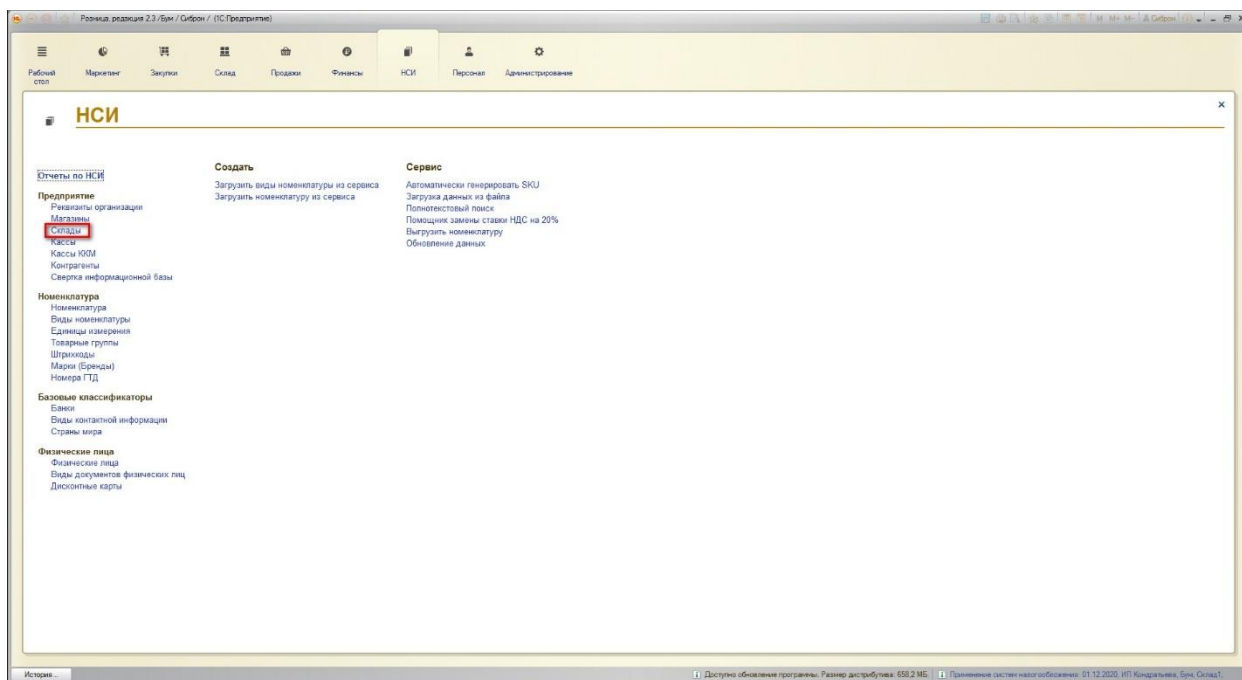 Розница, редакция 2.3 /Бум / Сиброн / (1С:Предприятие)
M M+ M- Сиброн
Рабочий стол
Маркетинг
Закупки
Склад
Продажи
Финансы
НСИ
Персонал
Администрирование
НСИ
Отчеты по НСИ
Предприятие
Реквизиты организации
Магазины
Склады
Кассы
Кассы ККМ
Контрагенты
Свертка информационной базы
Номенклатура
Номенклатура
Виды номенклатуры
Единицы измерения
Товарные группы
Штрихкоды
Марки (Бренды)
Номера ГТД
Базовые классификаторы
Банки
Виды контактной информации
Страны мира
Физические лица
Физические лица
Виды документов физических лиц
Дисконтные карты
Создать
Загрузить виды номенклатуры из сервиса
Загрузить номенклатуру из сервиса
Сервис
Автоматически генерировать SKU
Загрузка данных из файла
Полнотекстовый поиск
Помощник замены ставки НДС на 20%
Выгрузить номенклатуру
Обновление данных
История...
Доступно обновление программы. Размер дистрибутива: 658,2 МБ
Применение систем налогообложения: 01.12.2020, ИП Кондратьева, Бум, Склад1,